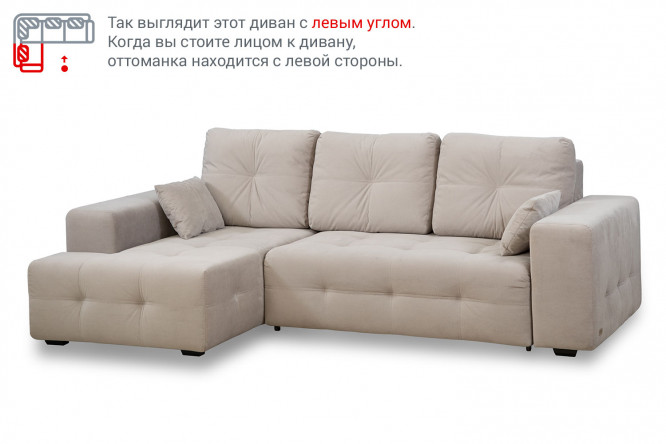 Так выглядит этот диван с левым углом.
Когда вы стоите лицом к дивану,
оттоманка находится с левой стороны.